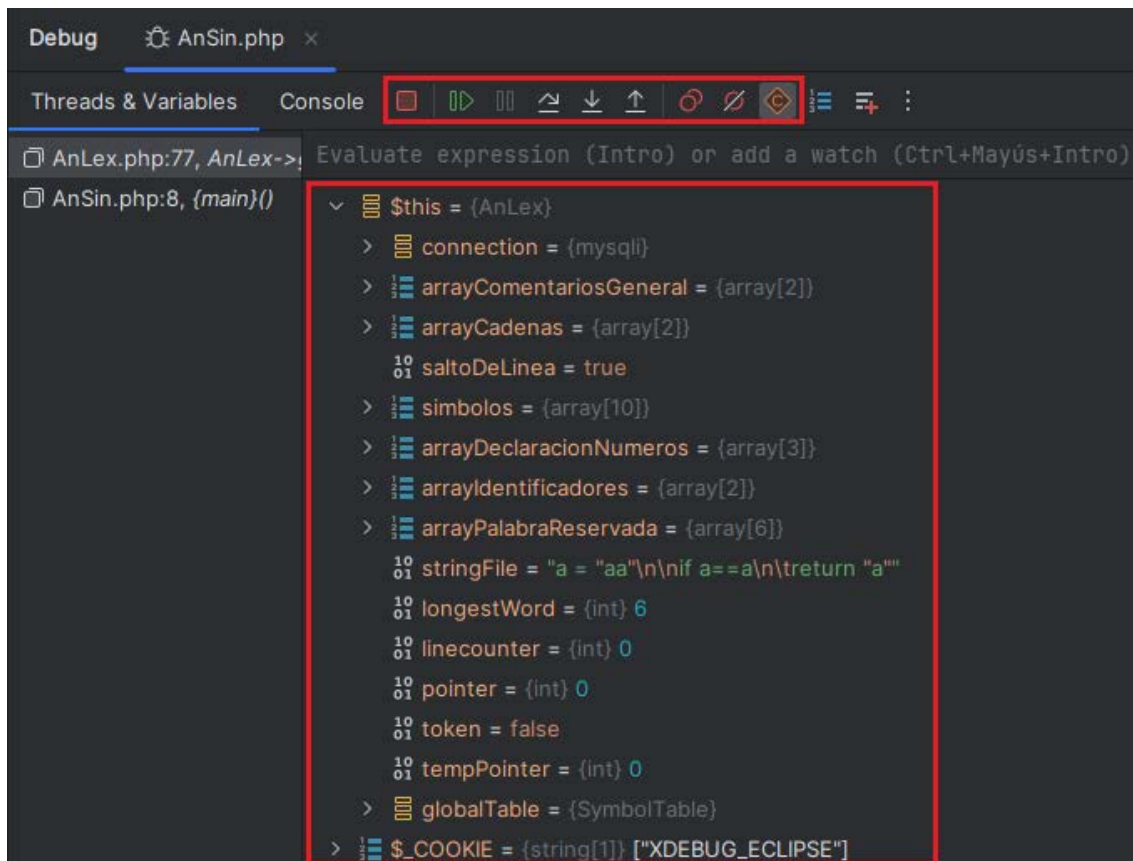 Debug AnSin.php ×
Threads & Variables Console
AnLex.php:77, AnLex->
Evaluate expression (Intro) or add a watch (Ctrl+Mayús+Intro)
AnSin.php:8, {main}()
$this = {AnLex}
connection = {mysqli}
arrayComentariosGeneral = {array[2]}
arrayCadenas = {array[2]}
saltoDeLinea = true
simbolos = {array[10]}
arrayDeclaracionNumeros = {array[3]}
arrayIdentificadores = {array[2]}
arrayPalabraReservada = {array[6]}
stringFile = "a = "aa"\n\nif a==a\n\treturn "a""
longestWord = {int} 6
linecounter = {int} 0
pointer = {int} 0
token = false
tempPointer = {int} 0
globalTable = {SymbolTable}
$_COOKIE = {string[1]} ["XDEBUG_ECLIPSE"]